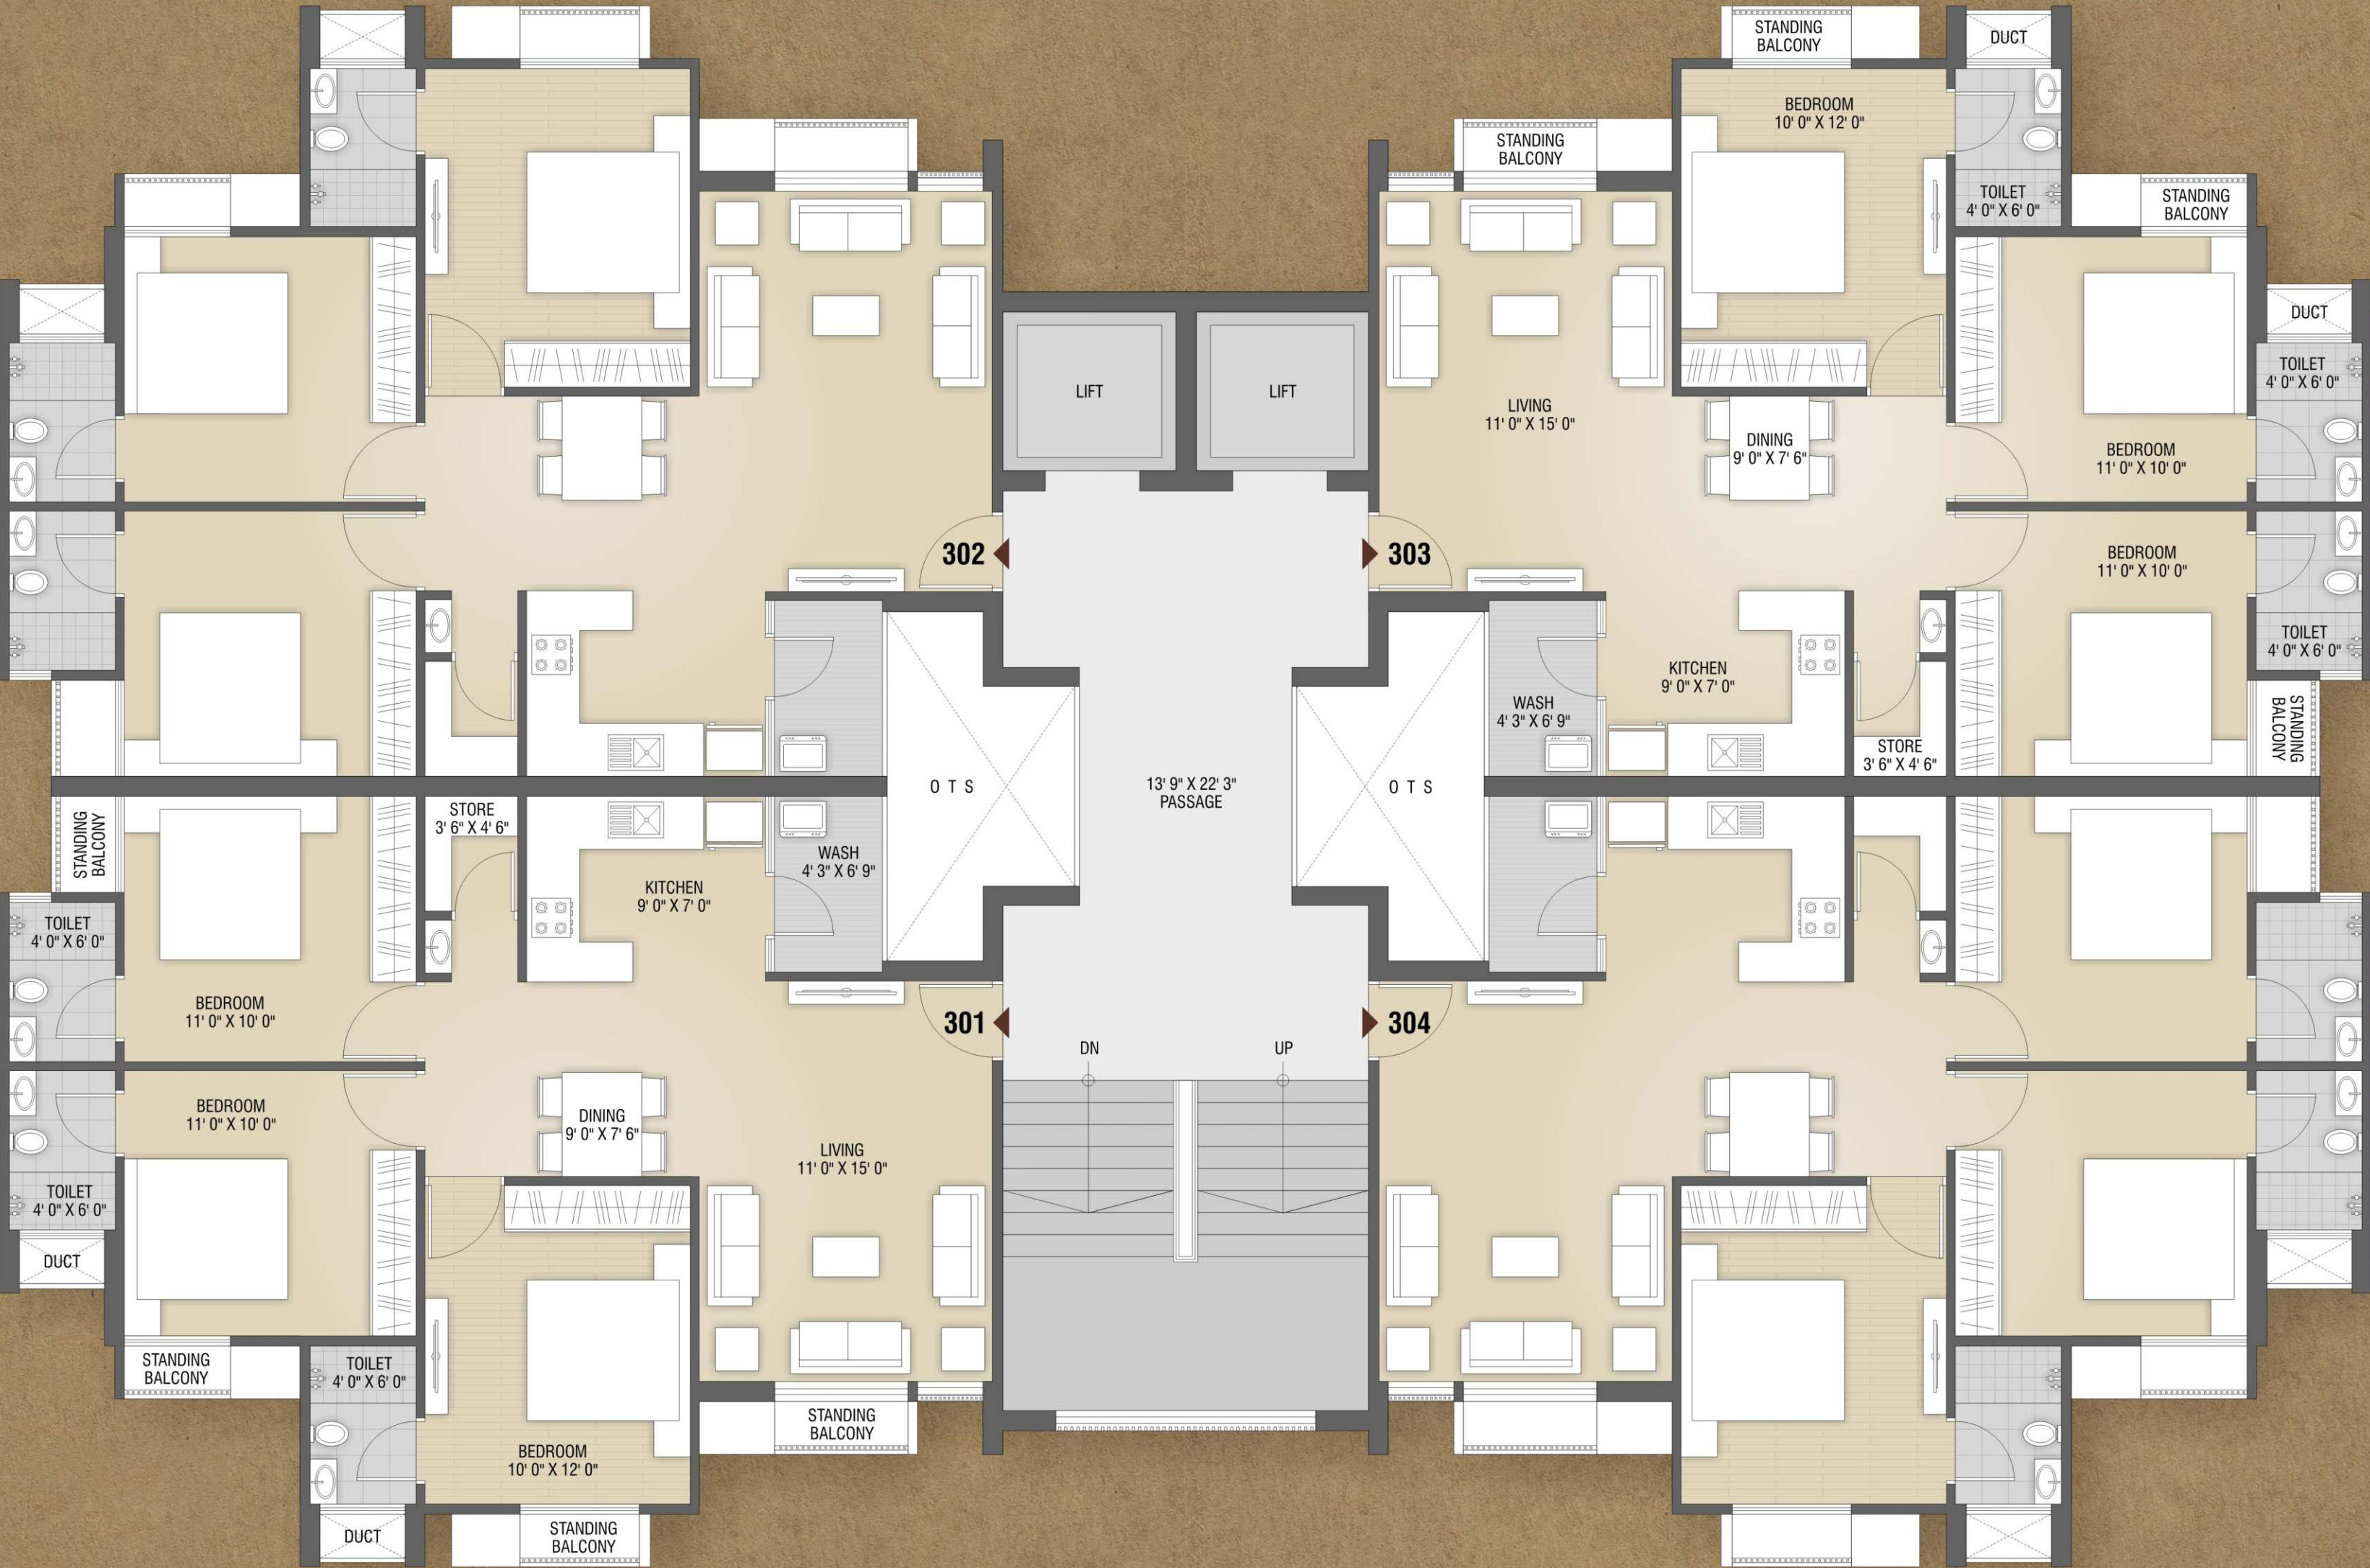 STANDING
BALCONY
DUCT
BEDROOM
10' 0" X 12' 0"
STANDING
BALCONY
TOILET
4' 0" X 6' 0"
STANDING
BALCONY
DUCT
TOILET
4' 0" X 6' 0"
LIFT
LIFT
LIVING
11' 0" X 15' 0"
DINING
9' 0" X 7' 6"
BEDROOM
11' 0" X 10' 0"
302
303
BEDROOM
11' 0" X 10' 0"
TOILET
4' 0" X 6' 0"
KITCHEN
9' 0" X 7' 0"
WASH
4' 3" X 6' 9"
STANDING
BALCONY
STORE
3' 6" X 4' 6"
O T S
13' 9" X 22' 3"
PASSAGE
O T S
STORE
3' 6" X 4' 6"
STANDING
BALCONY
WASH
4' 3" X 6' 9"
KITCHEN
9' 0" X 7' 0"
TOILET
4' 0" X 6' 0"
BEDROOM
11' 0" X 10' 0"
301
304
DN
UP
BEDROOM
11' 0" X 10' 0"
DINING
9' 0" X 7' 6"
LIVING
11' 0" X 15' 0"
TOILET
4' 0" X 6' 0"
DUCT
STANDING
BALCONY
TOILET
4' 0" X 6' 0"
STANDING
BALCONY
BEDROOM
10' 0" X 12' 0"
DUCT
STANDING
BALCONY